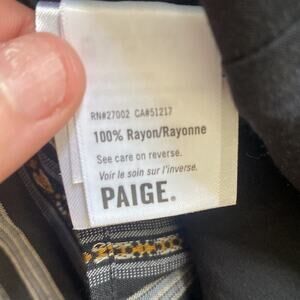 RN#27002 CA#51217
100% Rayon/Rayonne
See care on reverse.
Voir le soin sur l'inverse.
PAIGE®